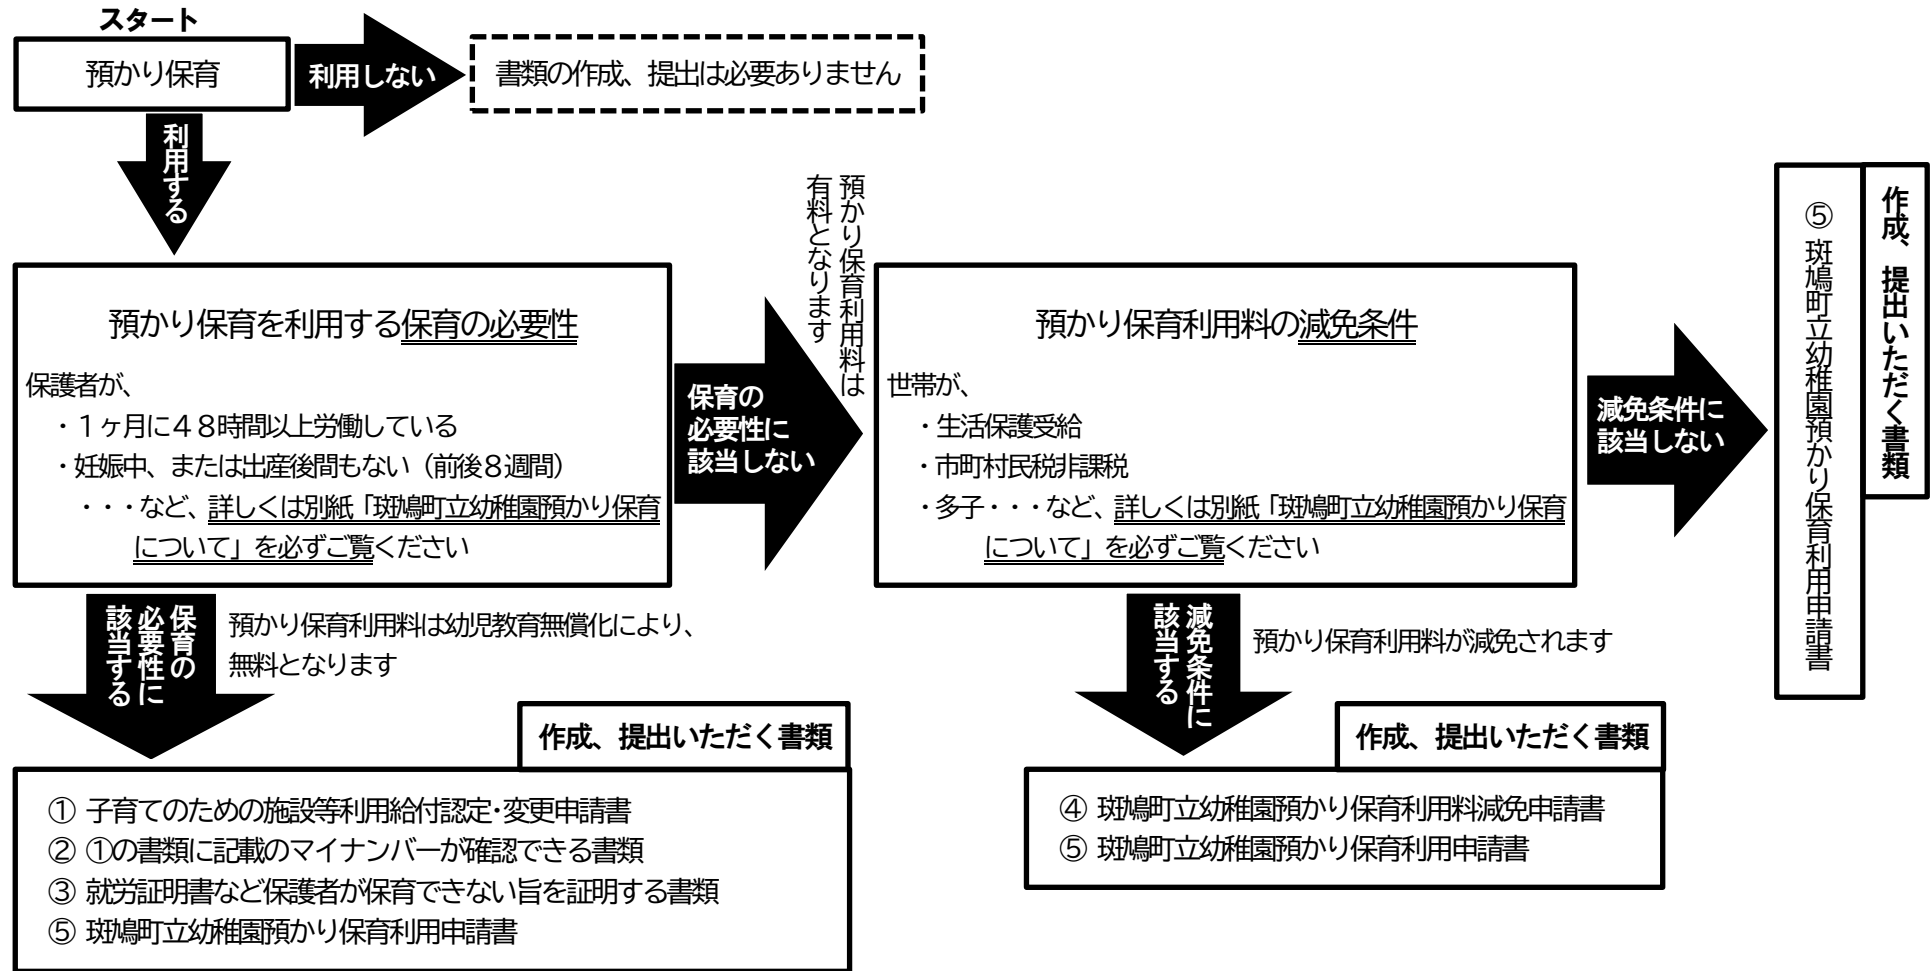 スタート
預かり保育
利用しない
書類の作成、提出は必要ありません
利用する
預かり保育を利用する保育の必要性
保護者が、
・１ヶ月に４８時間以上労働している
・妊娠中、または出産後間もない（前後８週間）
・・・など、詳しくは別紙「斑鳩町立幼稚園預かり保育
について」を必ずご覧ください
保育の
必要性に
該当しない
預かり保育利用料は
有料となります
預かり保育利用料の減免条件
世帯が、
・生活保護受給
・市町村民税非課税
・多子・・・など、詳しくは別紙「斑鳩町立幼稚園預かり保育
について」を必ずご覧ください
減免条件に
該当しない
作成、提出いただく書類
⑤ 斑鳩町立幼稚園預かり保育利用申請書
保育の
必要性に
該当する
預かり保育利用料は幼児教育無償化により、
無料となります
作成、提出いただく書類
① 子育てのための施設等利用給付認定・変更申請書
② ①の書類に記載のマイナンバーが確認できる書類
③ 就労証明書など保護者が保育できない旨を証明する書類
⑤ 斑鳩町立幼稚園預かり保育利用申請書
減免条件に
該当する
預かり保育利用料が減免されます
作成、提出いただく書類
④ 斑鳩町立幼稚園預かり保育利用料減免申請書
⑤ 斑鳩町立幼稚園預かり保育利用申請書